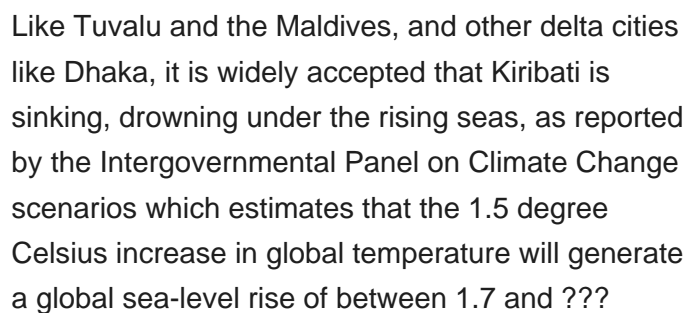 Like Tuvalu and the Maldives, and other delta cities
like Dhaka, it is widely accepted that Kiribati is
sinking, drowning under the rising seas, as reported
by the Intergovernmental Panel on Climate Change
scenarios which estimates that the 1.5 degree
Celsius increase in global temperature will generate
a global sea-level rise of between 1.7 and ???